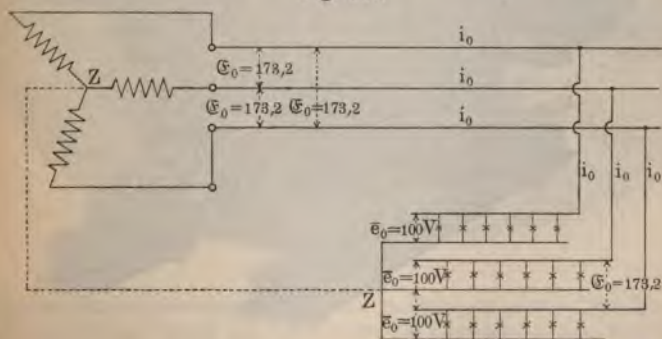 i₀
𝔈₀=173,2
Z
i₀
𝔈₀=173,2 𝔈₀=173,2
i₀
i₀ i₀ i₀
e̅₀=100V
e̅₀=100V
𝔈₀=173,2
Z
e̅₀=100V